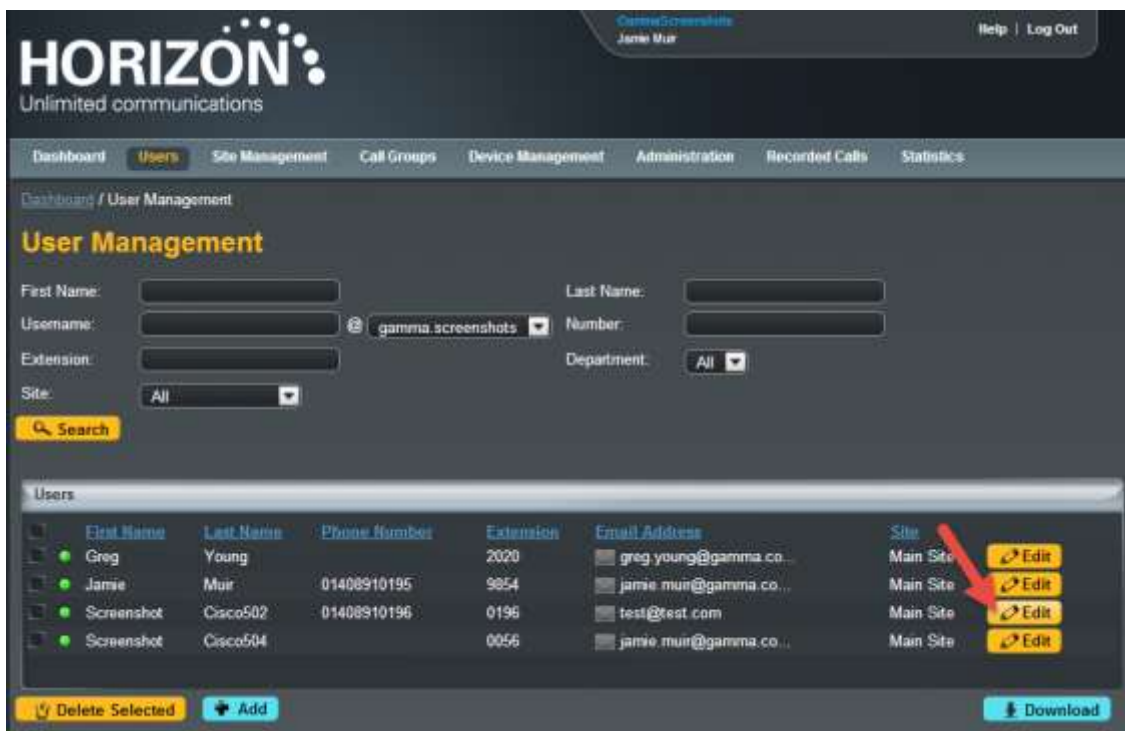 GammaScreenshots
Jamie Muir
Help | Log Out
HORIZON
Unlimited communications
Dashboard Users Site Management Call Groups Device Management Administration Recorded Calls Statistics
Dashboard / User Management
User Management
First Name: Last Name:
Username: @ gamma.screenshots Number:
Extension: Department: All
Site: All
Search
Users
First Name Last Name Phone Number Extension Email Address Site
Greg Young 2020 greg.young@gamma.co... Main Site Edit
Jamie Muir 01408910195 9854 jamie.muir@gamma.co... Main Site Edit
Screenshot Cisco502 01408910196 0196 test@test.com Main Site Edit
Screenshot Cisco504 0056 jamie.muir@gamma.co... Main Site Edit
Delete Selected Add Download